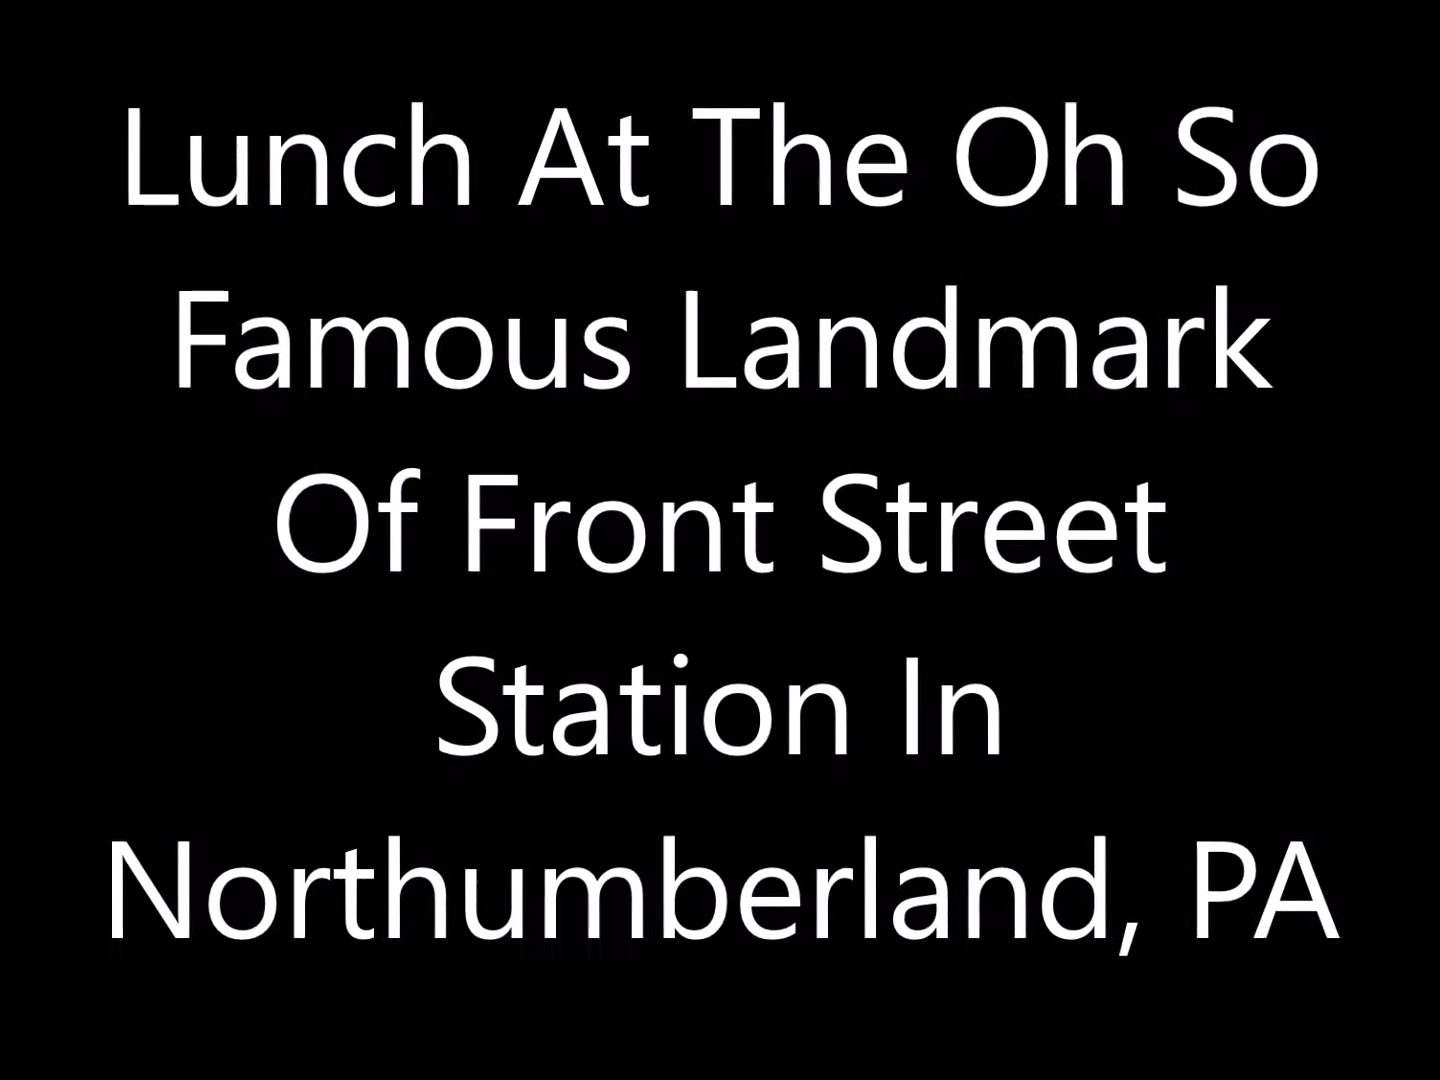 Lunch At The Oh So
Famous Landmark
Of Front Street
Station In
Northumberland, PA